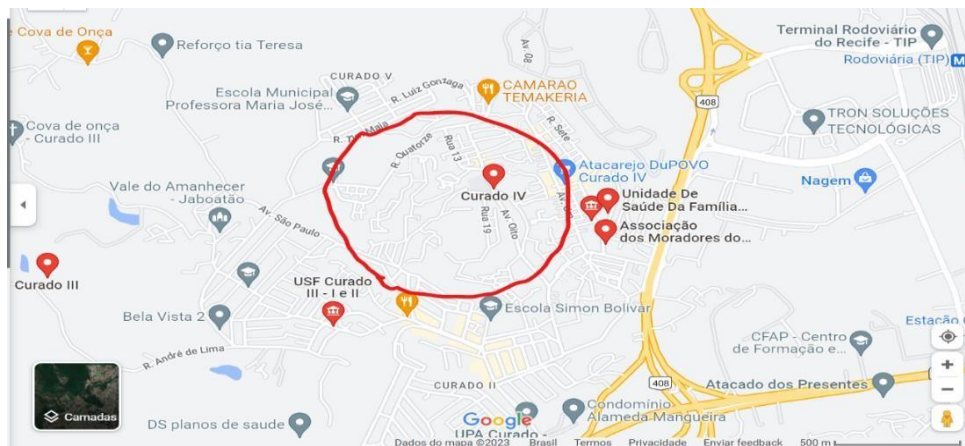 e Cova de Onça
Reforço tia Teresa
Av. 08
Terminal Rodoviário
do Recife - TIP
Rodoviária (TIP) M
CURADO V
R. Luiz Gonzaga
CAMARAO
TEMAKERIA
408
Escola Municipal
Professora Maria José...
R. Tim Maia
R. Quatorze
Rua 13
R. Sete
TRON SOLUÇÕES
TECNOLÓGICAS
Cova de onça
- Curado III
Atacarejo DuPOVO
Curado IV
Nagem
Vale do Amanhecer
- Jaboatão
Curado IV
Unidade De
Saúde Da Família...
Av. São Paulo
Rua 19
Av. Oito
Associação
dos Moradores do...
Curado III
USF Curado
III - I e II
Escola Simon Bolivar
Bela Vista 2
Estação
CFAP - Centro
de Formação e...
R. André de Lima
CURADO II
408
Atacado dos Presentes
Camadas
Google
Condomínio
Alameda Mangueira
DS planos de saude
UPA Curado -
Dados do mapa ©2023 Brasil Termos Privacidade Enviar feedback 500 m